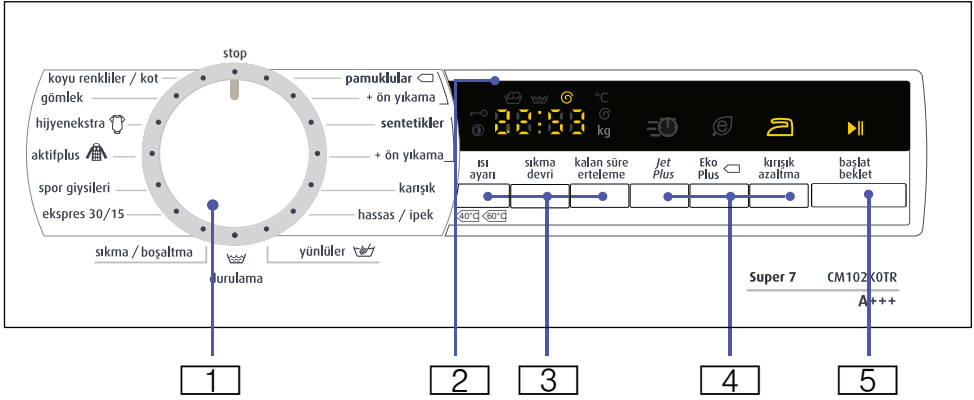 stop
koyu renkliler / kot
gömlek
hijyenekstra
aktifplus
spor giysileri
ekspres 30/15
sıkma / boşaltma
durulama
yünlüler
hassas / ipek
karışık
+ ön yıkama
sentetikler
+ ön yıkama
pamuklular
°C
22:53
kg
ısı
ayarı
sıkma
devri
kalan süre
erteleme
Jet
Plus
Eko
Plus
kırışık
azaltma
başlat
beklet
40°C 60°C
Super 7 CM102K0TR
A+++
1 2 3 4 5